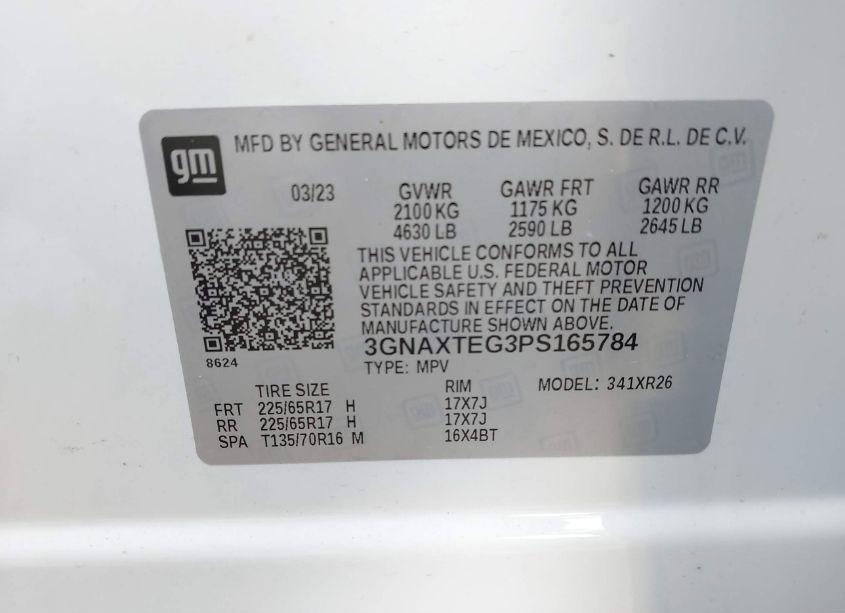 gm
MFD BY GENERAL MOTORS DE MEXICO, S. DE R.L. DE C.V.
03/23 GVWR GAWR FRT GAWR RR
2100 KG 1175 KG 1200 KG
4630 LB 2590 LB 2645 LB
THIS VEHICLE CONFORMS TO ALL
APPLICABLE U.S. FEDERAL MOTOR
VEHICLE SAFETY AND THEFT PREVENTION
STANDARDS IN EFFECT ON THE DATE OF
MANUFACTURE SHOWN ABOVE.
3GNAXTEG3PS165784
8624
TYPE: MPV
TIRE SIZE RIM MODEL: 341XR26
FRT 225/65R17 H 17X7J
RR 225/65R17 H 17X7J
SPA T135/70R16 M 16X4BT